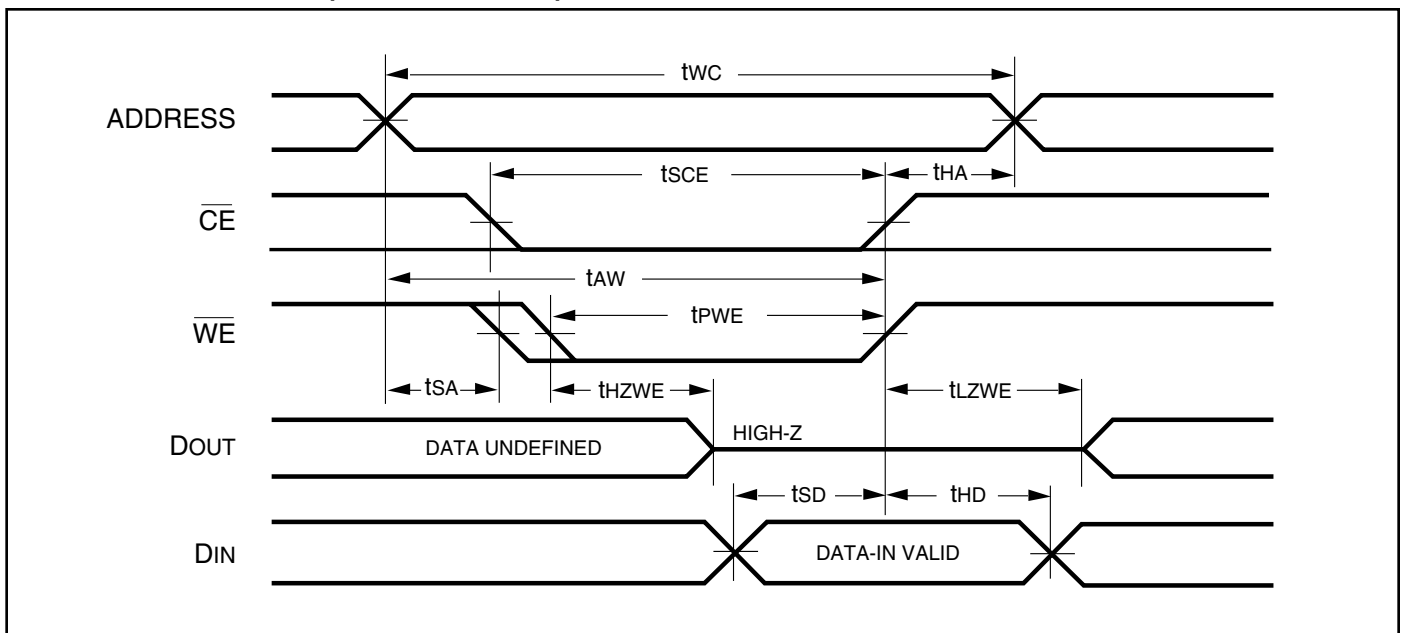 tWC
ADDRESS
tSCE
tHA
CE
tAW
tPWE
WE
tSA
tHZWE
tLZWE
DOUT
DATA UNDEFINED
HIGH-Z
tSD
tHD
DIN
DATA-IN VALID